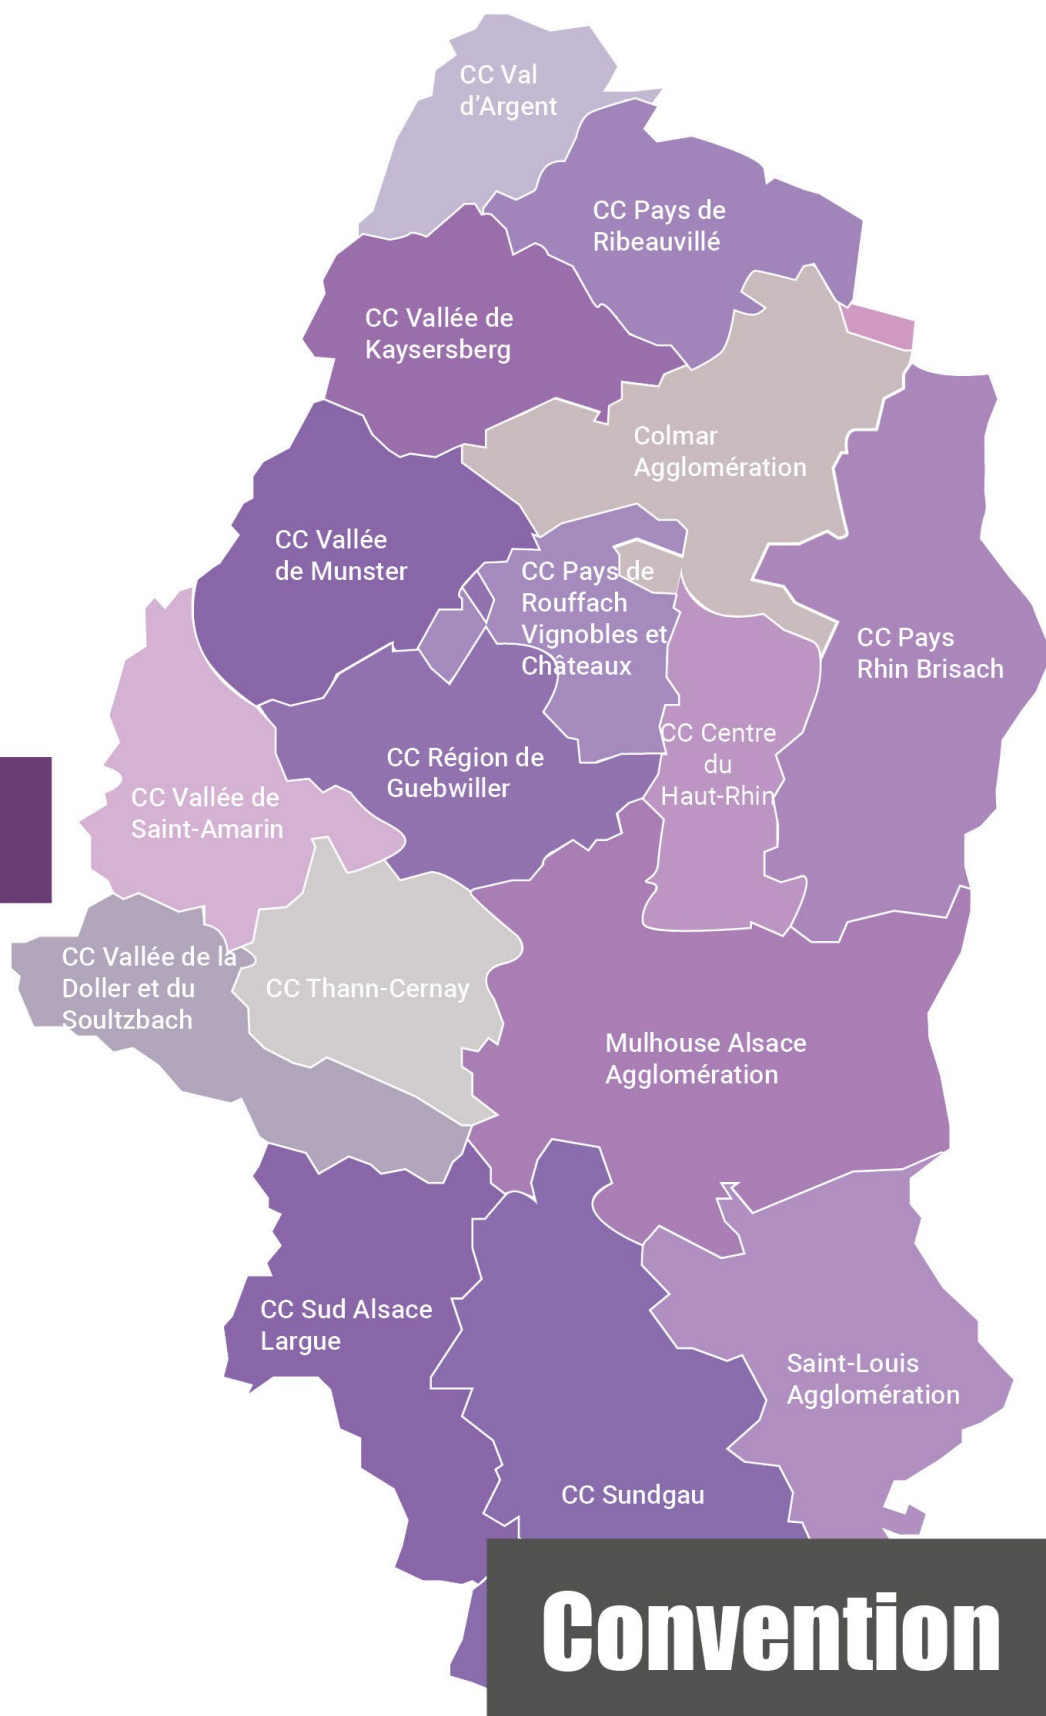 CC Val
d’Argent
CC Pays de
Ribeauvillé
CC Vallée de
Kaysersberg
Colmar
Agglomération
CC Vallée
de Munster
CC Pays de
Rouffach
Vignobles et
Châteaux
CC Pays
Rhin Brisach
CC Centre
du
Haut-Rhin
CC Région de
Guebwiller
CC Vallée de
Saint-Amarin
CC Vallée de la
Doller et du
Soultzbach
CC Thann-Cernay
Mulhouse Alsace
Agglomération
CC Sud Alsace
Largue
Saint-Louis
Agglomération
CC Sundgau
Convention